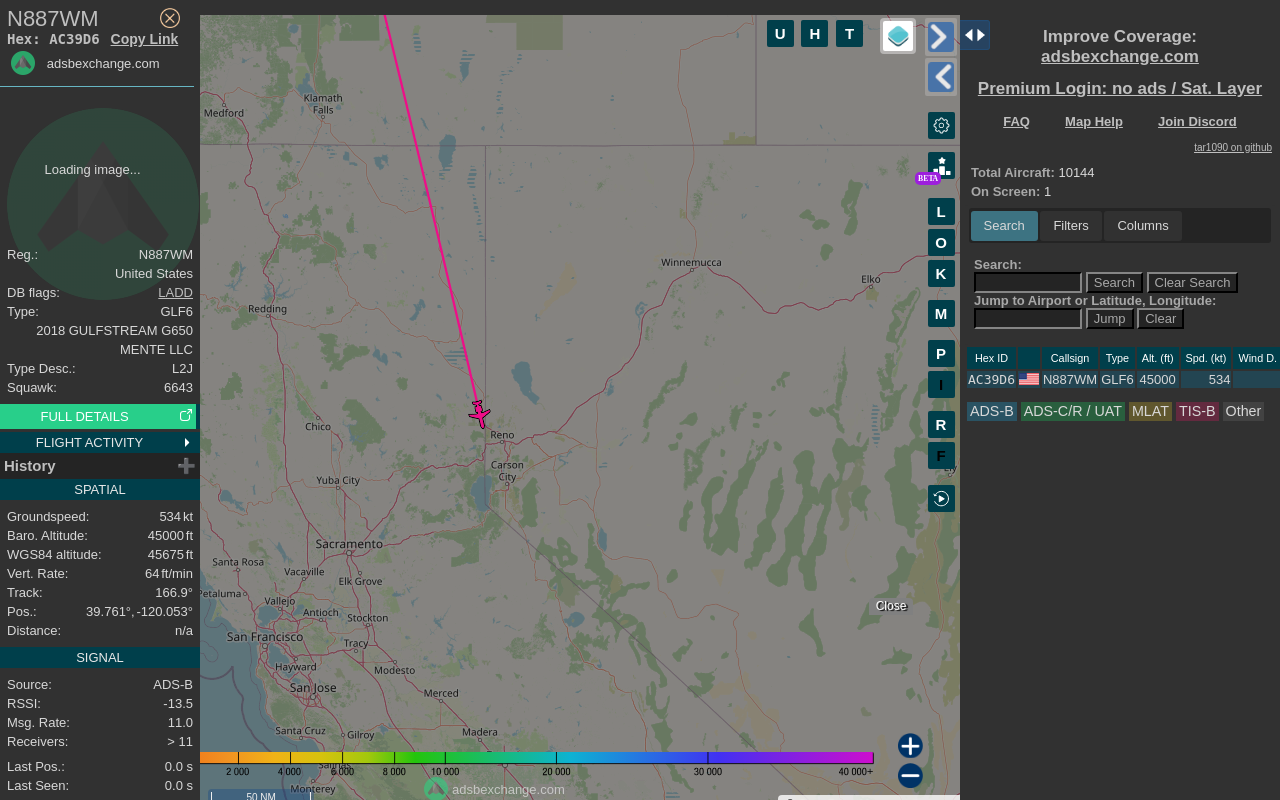 N887WM
Hex: AC39D6 Copy Link
adsbexchange.com
Loading image...
Reg.: N887WM
United States
DB flags: LADD
Type: GLF6
2018 GULFSTREAM G650
MENTE LLC
Type Desc.: L2J
Squawk: 6643
FULL DETAILS
FLIGHT ACTIVITY
History
SPATIAL
Groundspeed: 534 kt
Baro. Altitude: 45000 ft
WGS84 altitude: 45675 ft
Vert. Rate: 64 ft/min
Track: 166.9°
Pos.: 39.761°, -120.053°
Distance: n/a
SIGNAL
Source: ADS-B
RSSI: -13.5
Msg. Rate: 11.0
Receivers: > 11
Last Pos.: 0.0 s
Last Seen: 0.0 s
U H T
BETA
L
O
K
M
P
I
R
F
Medford
Klamath
Falls
Winnemucca
Elko
Redding
Reno
Chico
Carson
City
Ely
Yuba City
Sacramento
Santa Rosa
Vacaville
Elk Grove
Petaluma
Vallejo
Antioch
Stockton
San Francisco
Tracy
Hayward
Modesto
San Jose
Merced
Santa Cruz
Gilroy
Madera
Salinas
Monterey
Close
2 000 4 000 6 000 8 000 10 000 20 000 30 000 40 000+
adsbexchange.com
50 NM
Improve Coverage:
adsbexchange.com
Premium Login: no ads / Sat. Layer
FAQ Map Help Join Discord
tar1090 on github
Total Aircraft: 10144
On Screen: 1
Search Filters Columns
Search:
Search Clear Search
Jump to Airport or Latitude, Longitude:
Jump Clear
Hex ID Callsign Type Alt. (ft) Spd. (kt) Wind D.
AC39D6 N887WM GLF6 45000 534
ADS-B ADS-C/R / UAT MLAT TIS-B Other